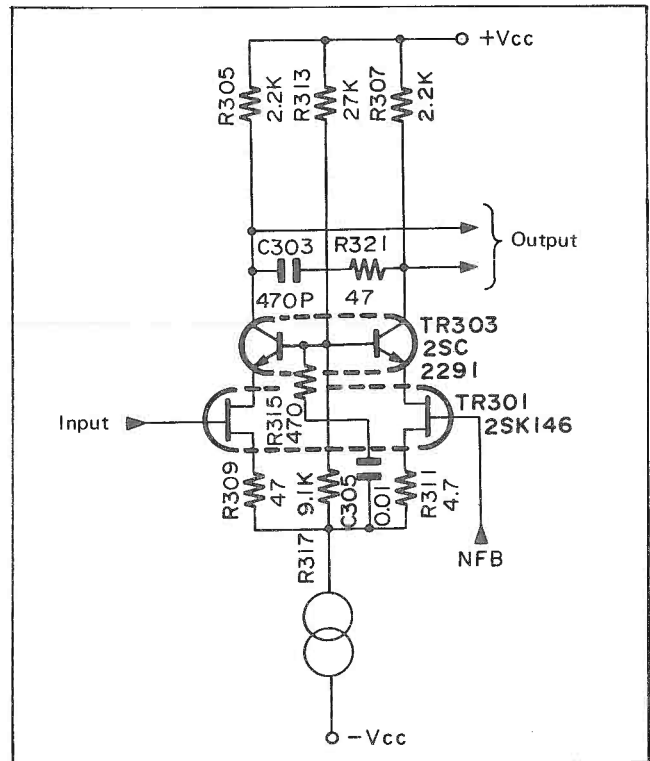 +Vcc
R305
2.2K
R313
27K
R307
2.2K
C303
R321
Output
470P
47
TR303
2SC
2291
R315
470
TR301
2SK146
Input
R309
47
9.1K
C305
0.01
R311
4.7
R317
NFB
-Vcc